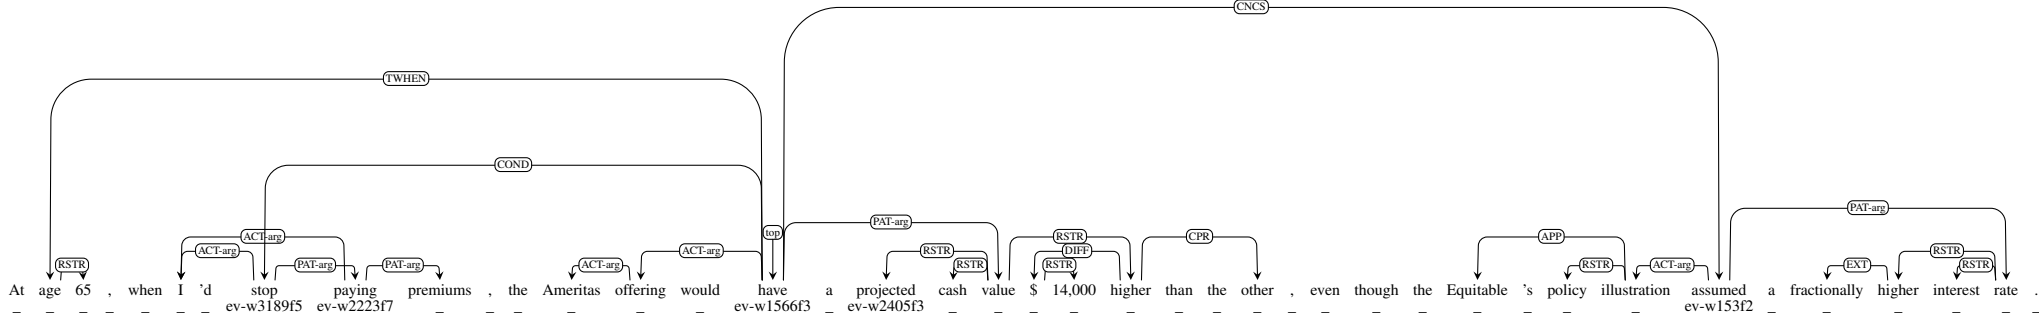 CNCS
TWHEN
COND
PAT-arg
top
ACT-arg RSTR DIFF CPR APP RSTR
RSTR ACT-arg ACT-arg RSTR
PAT-arg PAT-arg ACT-arg RSTR RSTR RSTR ACT-arg EXT RSTR
PAT-arg
At age 65 , when I 'd stop paying premiums , the Ameritas offering would have a projected cash value $ 14,000 higher than the other , even though the Equitable 's policy illustration assumed a fractionally higher interest rate .
_ _ _ _ _ _ _ ev-w3189f5 ev-w2223f7 _ _ _ _ _ _ ev-w1566f3 _ ev-w2405f3 _ _ _ _ _ _ _ _ _ _ _ _ _ _ _ _ ev-w153f2 _ _ _ _ _ _